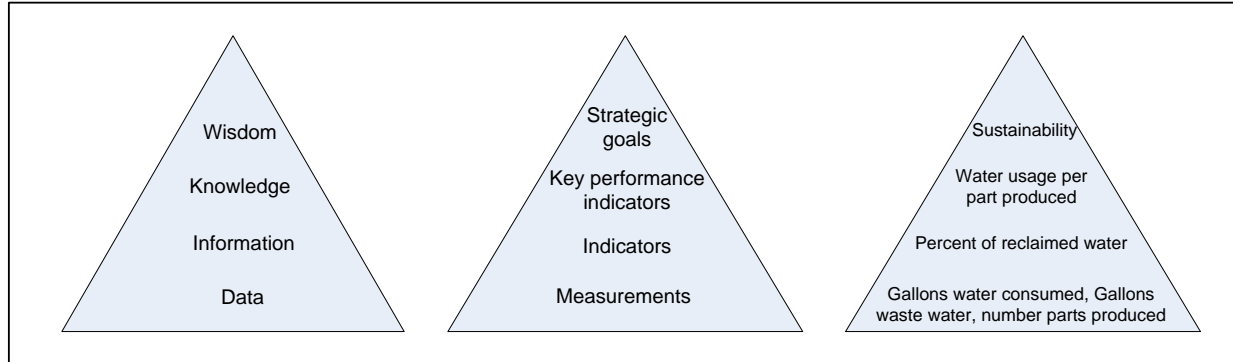 Wisdom
Knowledge
Information
Data
Strategic
goals
Key performance
indicators
Indicators
Measurements
Sustainability
Water usage per
part produced
Percent of reclaimed water
Gallons water consumed, Gallons
waste water, number parts produced